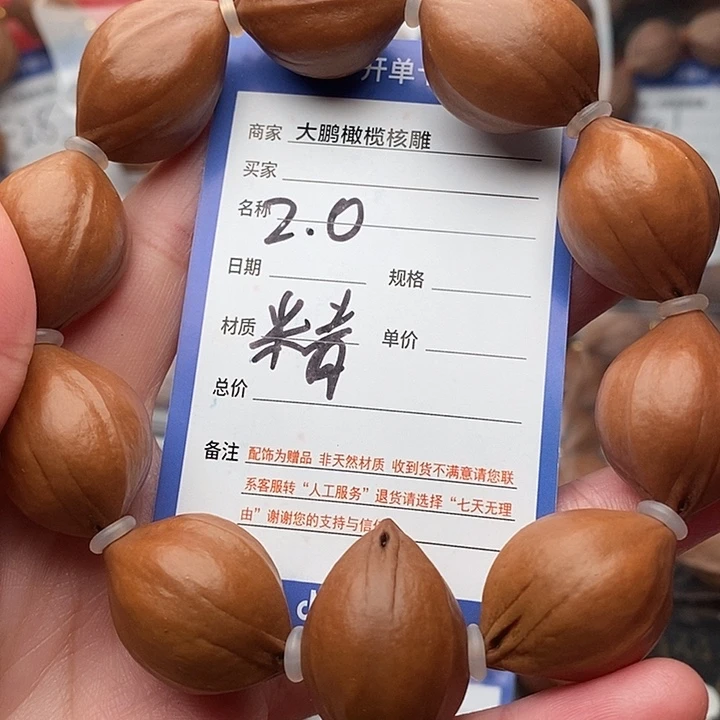 开单
商家 大鹏橄榄核雕
买家
名称 2.0
日期 规格
材质 精 单价
总价
备注 配饰为赠品 非天然材质 收到货不满意请您联
系客服转“人工服务”退货请选择“七天无理
由”谢谢您的支持与信